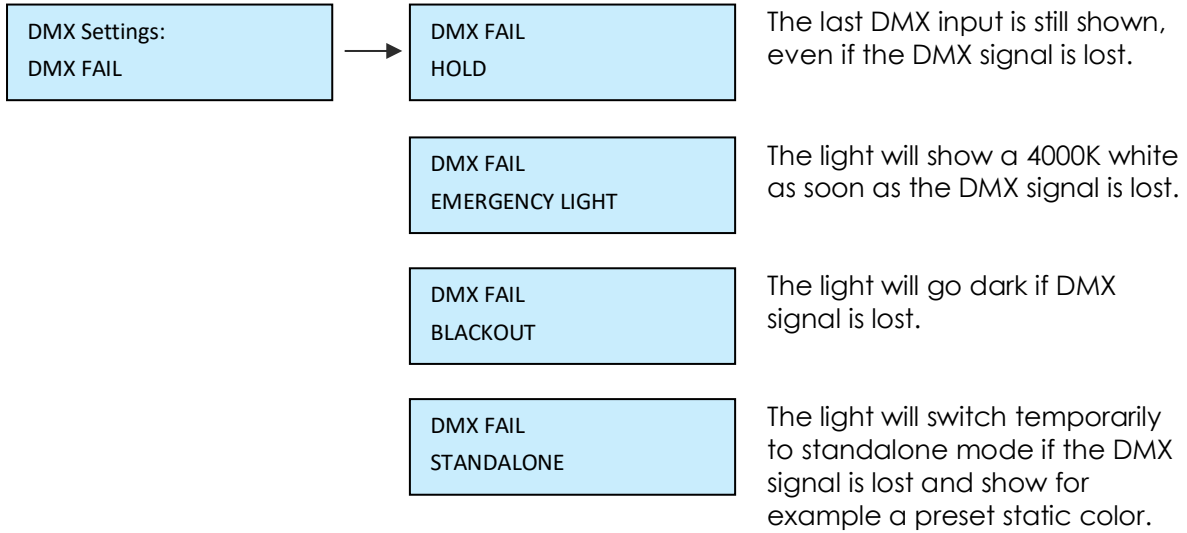 DMX Settings:
DMX FAIL
DMX FAIL
HOLD
The last DMX input is still shown,
even if the DMX signal is lost.
DMX FAIL
EMERGENCY LIGHT
The light will show a 4000K white
as soon as the DMX signal is lost.
DMX FAIL
BLACKOUT
The light will go dark if DMX
signal is lost.
DMX FAIL
STANDALONE
The light will switch temporarily
to standalone mode if the DMX
signal is lost and show for
example a preset static color.